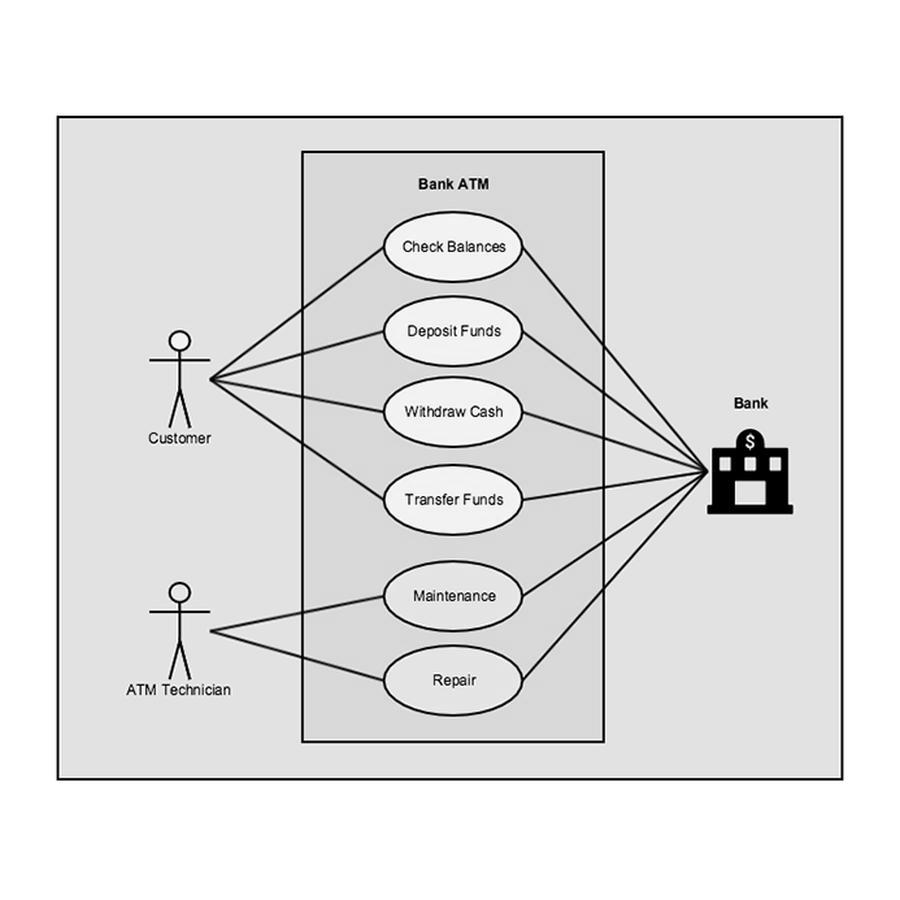 Bank ATM
Check Balances
Deposit Funds
Withdraw Cash
Transfer Funds
Maintenance
Repair
Customer
ATM Technician
Bank
$